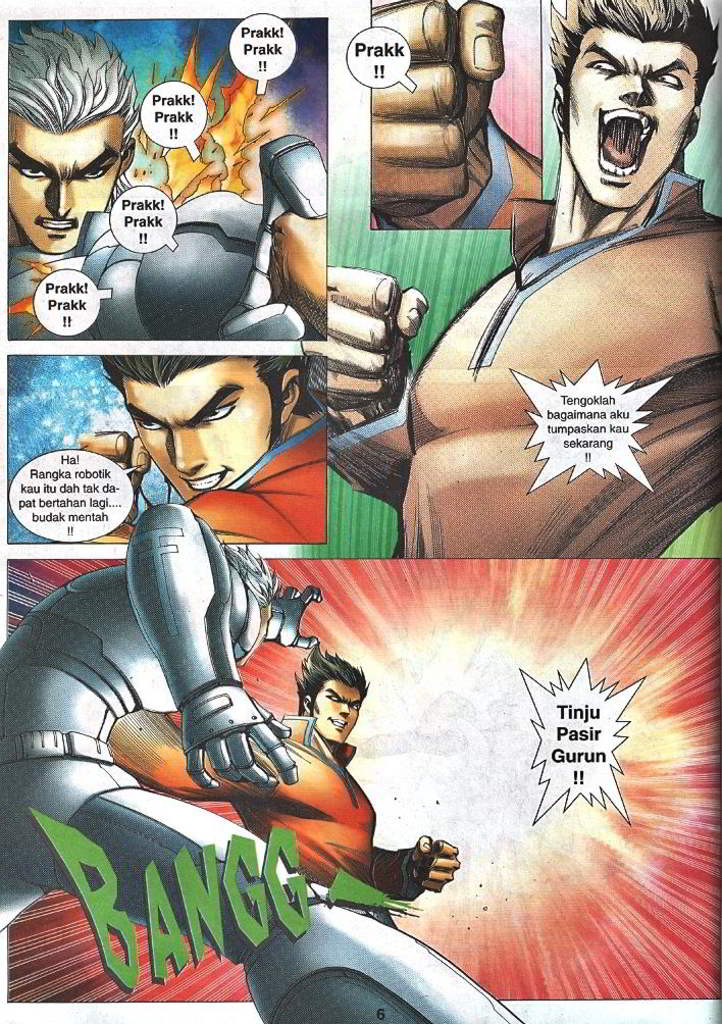 Prakk!
Prakk
!!
Prakk!
Prakk
!!
Prakk!
Prakk
!!
Prakk!
Prakk
!!
Prakk
!!
Ha!
Rangka robotik
kau itu dah tak da-
pat bertahan lagi....
budak mentah
!!
Tengoklah
bagaimana aku
tumpaskan kau
sekarang
!!
F
Tinju
Pasir
Gurun
!!
BANGG
6